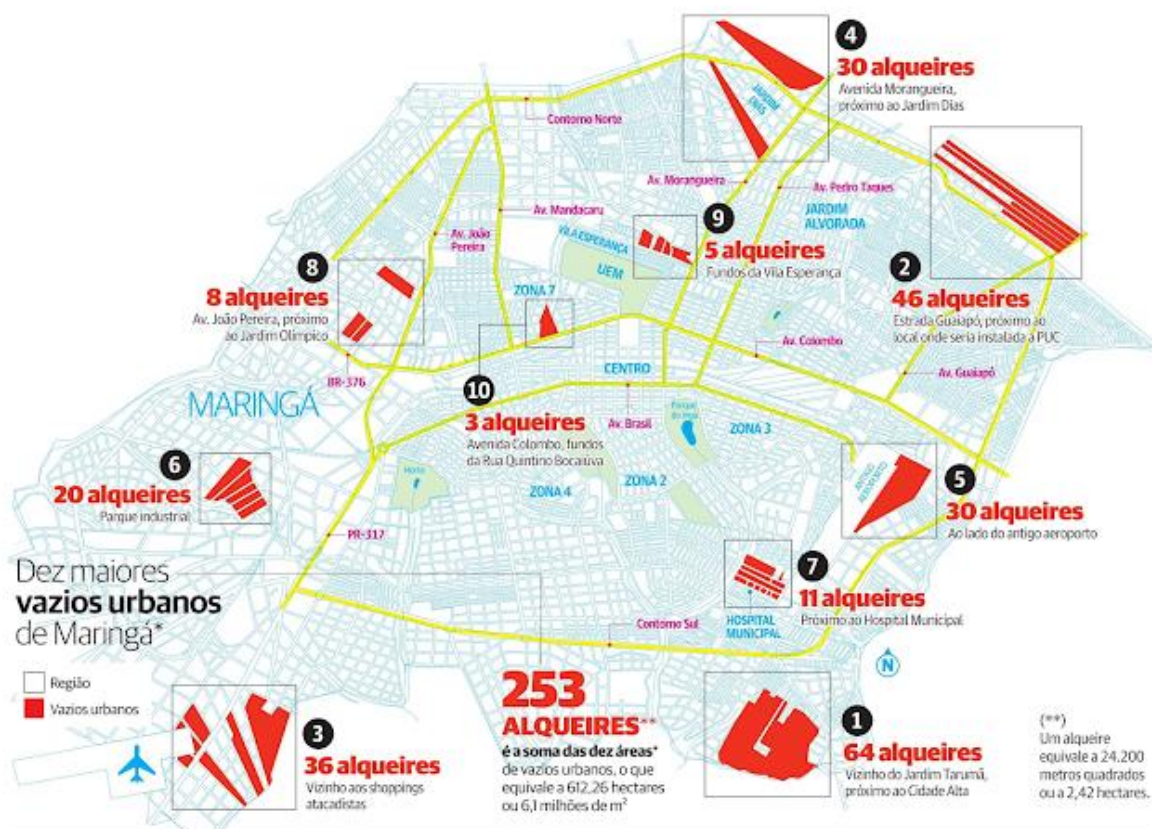 4
30 alqueires
Avenida Morangueira,
próximo ao Jardim Dias
JARDIM
DIAS
Contorno Norte
Av. Morangueira
Av. Pedro Taques
JARDIM
ALVORADA
Av. Mandacaru
Av. João
Pereira
VILA ESPERANÇA
UEM
9
5 alqueires
Fundos da Vila Esperança
2
46 alqueires
Estrada Guaiapó, próximo ao
local onde seria instalada a PUC
8
8 alqueires
Av. João Pereira, próximo
ao Jardim Olímpico
ZONA 7
BR-376
Av. Colombo
Av. Guaiapó
CENTRO
MARINGÁ
10
3 alqueires
Avenida Colombo, fundos
da Rua Quintino Bocaiúva
Av. Brasil
Parque
do Ingá
ZONA 3
6
20 alqueires
Parque industrial
Horto
ZONA 4
ZONA 2
ANTIGO
AEROPORTO
5
30 alqueires
Ao lado do antigo aeroporto
PR-317
7
11 alqueires
Próximo ao Hospital Municipal
HOSPITAL
MUNICIPAL
Contorno Sul
N
Dez maiores
vazios urbanos
de Maringá*
Região
Vazios urbanos
3
36 alqueires
Vizinho aos shoppings
atacadistas
253
ALQUEIRES**
é a soma das dez áreas*
de vazios urbanos, o que
equivale a 612,26 hectares
ou 6,1 milhões de m²
1
64 alqueires
Vizinho do Jardim Tarumã,
próximo ao Cidade Alta
(**)
Um alqueire
equivale a 24.200
metros quadrados
ou a 2,42 hectares.